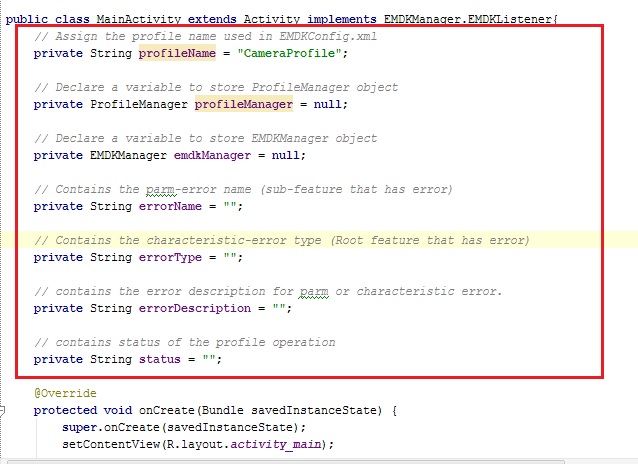 public class MainActivity extends Activity implements EMDKManager.EMDKListener{
// Assign the profile name used in EMDKConfig.xml
private String profileName = "CameraProfile";
// Declare a variable to store ProfileManager object
private ProfileManager profileManager = null;
// Declare a variable to store EMDKManager object
private EMDKManager emdkManager = null;
// Contains the parm-error name (sub-feature that has error)
private String errorName = "";
// Contains the characteristic-error type (Root feature that has error)
private String errorType = "";
// contains the error description for parm or characteristic error.
private String errorDescription = "";
// contains status of the profile operation
private String status = "";
@Override
protected void onCreate(Bundle savedInstanceState) {
super.onCreate(savedInstanceState);
setContentView(R.layout.activity_main);